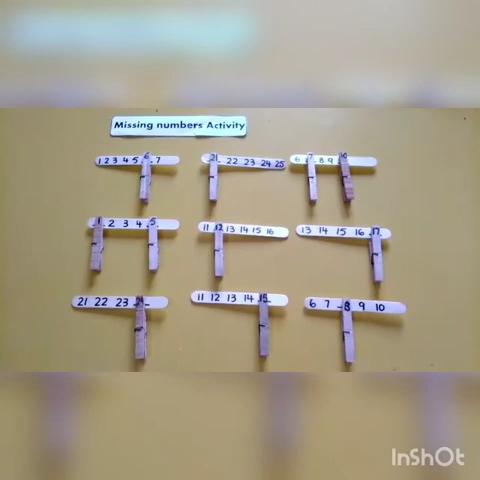 Missing numbers Activity
1 2 3 4 5 6 7
21 22 23 24 25
6 7 8 9 10
1 2 3 4 5
11 12 13 14 15 16
13 14 15 16 17
21 22 23 24
11 12 13 14 15
6 7 8 9 10
InShOt